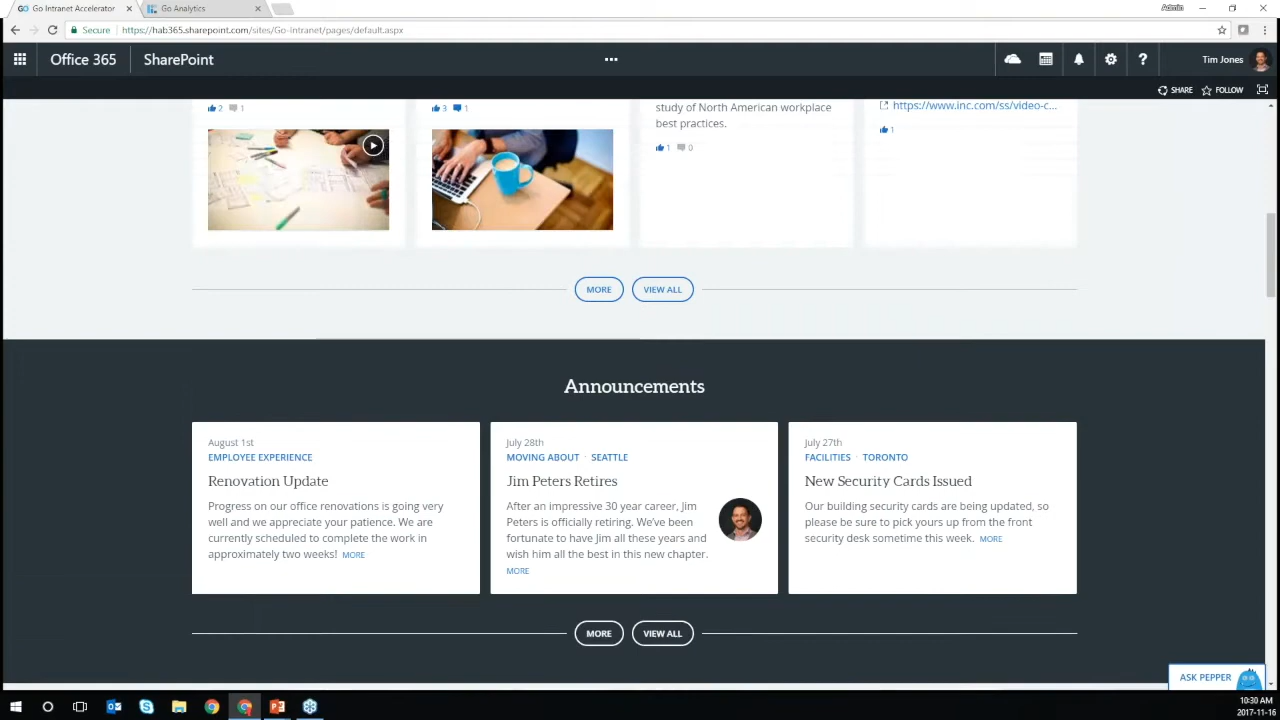 Go Intranet Accelerator
Go Analytics
Admin
Secure
https://hab365.sharepoint.com/sites/Go-Intranet/pages/default.aspx
Office 365
SharePoint
Tim Jones
SHARE
FOLLOW
2 1
3 1
study of North American workplace
best practices.
1 0
https://www.inc.com/ss/video-c...
1
MORE
VIEW ALL
Announcements
August 1st
EMPLOYEE EXPERIENCE
Renovation Update
Progress on our office renovations is going very
well and we appreciate your patience. We are
currently scheduled to complete the work in
approximately two weeks! MORE
July 28th
MOVING ABOUT · SEATTLE
Jim Peters Retires
After an impressive 30 year career, Jim
Peters is officially retiring. We've been
fortunate to have Jim all these years and
wish him all the best in this new chapter.
MORE
July 27th
FACILITIES · TORONTO
New Security Cards Issued
Our building security cards are being updated, so
please be sure to pick yours up from the front
security desk sometime this week. MORE
MORE
VIEW ALL
ASK PEPPER
10:30 AM
2017-11-16